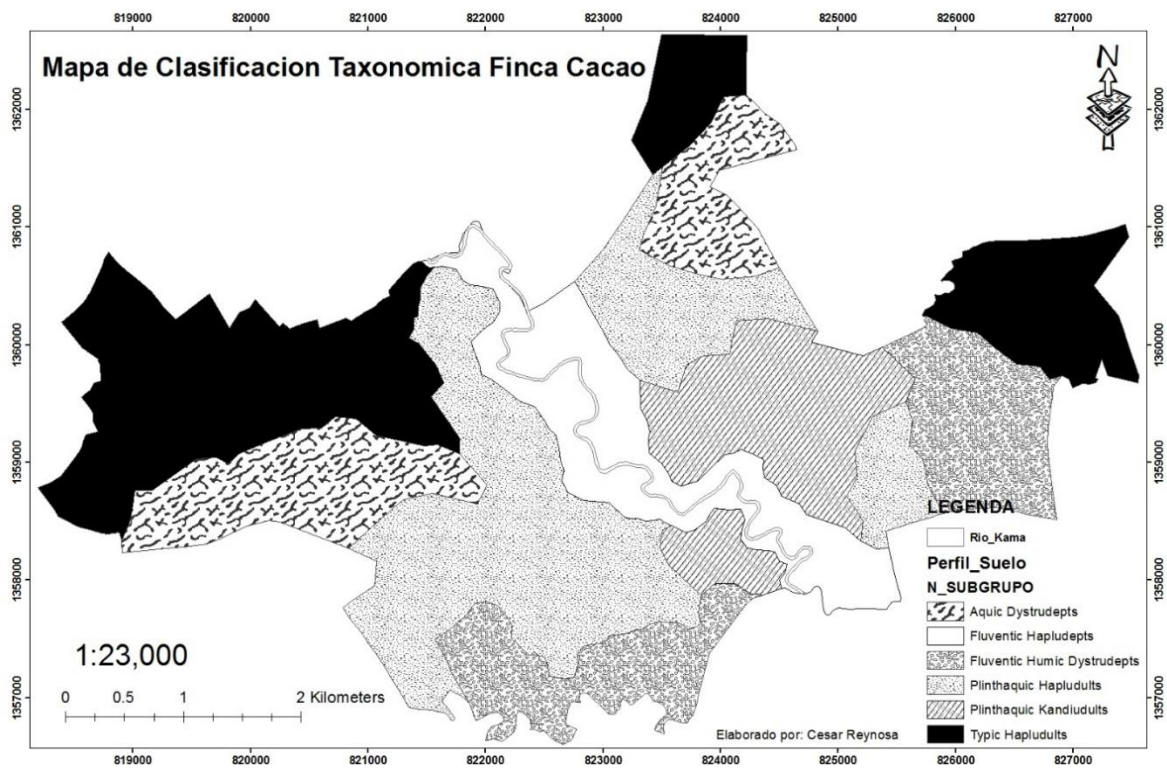 819000 820000 821000 822000 823000 824000 825000 826000 827000
Mapa de Clasificacion Taxonomica Finca Cacao
N
1362000 1362000
1361000 1361000
1360000 1360000
1359000 1359000
1358000 1358000
1357000 1357000
LEGENDA
Rio_Kama
Perfil_Suelo
N_SUBGRUPO
Aquic Dystrudepts
Fluventic Hapludepts
Fluventic Humic Dystrudepts
Plinthaquic Hapludults
Plinthaquic Kandiudults
Typic Hapludults
1:23,000
0 0.5 1 2 Kilometers
Elaborado por: Cesar Reynosa
819000 820000 821000 822000 823000 824000 825000 826000 827000